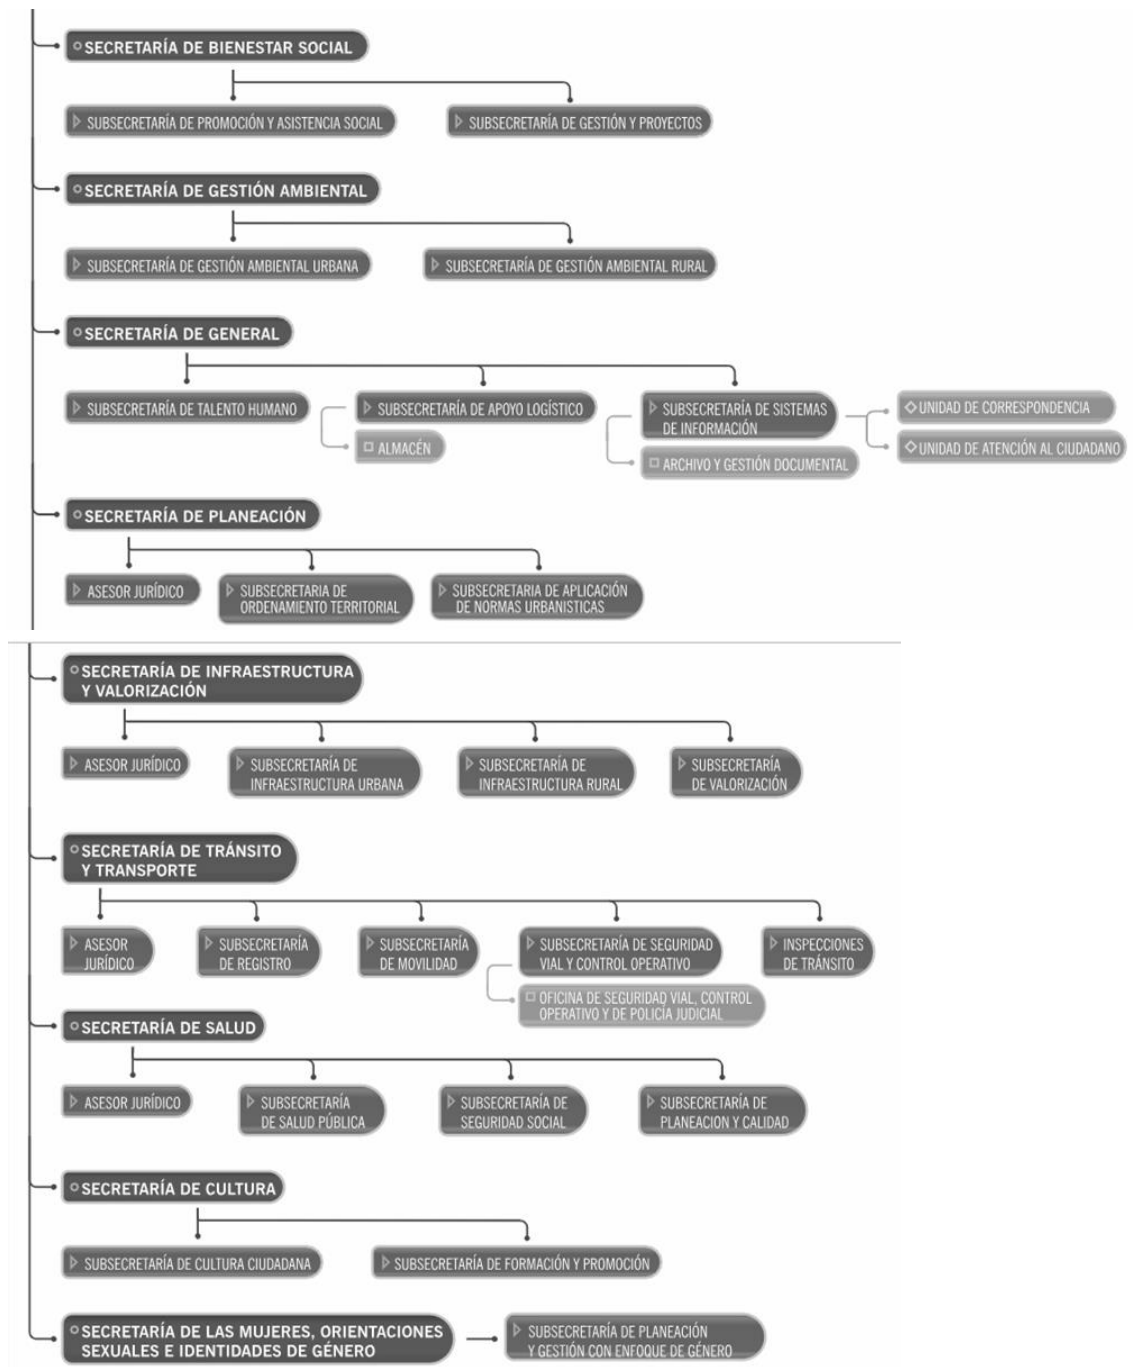 SECRETARÍA DE BIENESTAR SOCIAL
SUBSECRETARÍA DE PROMOCIÓN Y ASISTENCIA SOCIAL
SUBSECRETARÍA DE GESTIÓN Y PROYECTOS
SECRETARÍA DE GESTIÓN AMBIENTAL
SUBSECRETARÍA DE GESTIÓN AMBIENTAL URBANA
SUBSECRETARÍA DE GESTIÓN AMBIENTAL RURAL
SECRETARÍA DE GENERAL
SUBSECRETARÍA DE TALENTO HUMANO
SUBSECRETARÍA DE APOYO LOGÍSTICO
ALMACÉN
SUBSECRETARÍA DE SISTEMAS
DE INFORMACIÓN
ARCHIVO Y GESTIÓN DOCUMENTAL
UNIDAD DE CORRESPONDENCIA
UNIDAD DE ATENCIÓN AL CIUDADANO
SECRETARÍA DE PLANEACIÓN
ASESOR JURÍDICO
SUBSECRETARIA DE
ORDENAMIENTO TERRITORIAL
SUBSECRETARIA DE APLICACIÓN
DE NORMAS URBANISTICAS
SECRETARÍA DE INFRAESTRUCTURA
Y VALORIZACIÓN
ASESOR JURÍDICO
SUBSECRETARÍA DE
INFRAESTRUCTURA URBANA
SUBSECRETARÍA DE
INFRAESTRUCTURA RURAL
SUBSECRETARÍA
DE VALORIZACIÓN
SECRETARÍA DE TRÁNSITO
Y TRANSPORTE
ASESOR
JURÍDICO
SUBSECRETARÍA
DE REGISTRO
SUBSECRETARÍA
DE MOVILIDAD
SUBSECRETARÍA DE SEGURIDAD
VIAL Y CONTROL OPERATIVO
OFICINA DE SEGURIDAD VIAL, CONTROL
OPERATIVO Y DE POLICÍA JUDICIAL
INSPECCIONES
DE TRÁNSITO
SECRETARÍA DE SALUD
ASESOR JURÍDICO
SUBSECRETARÍA
DE SALUD PÚBLICA
SUBSECRETARÍA DE
SEGURIDAD SOCIAL
SUBSECRETARÍA DE
PLANEACION Y CALIDAD
SECRETARÍA DE CULTURA
SUBSECRETARÍA DE CULTURA CIUDADANA
SUBSECRETARÍA DE FORMACIÓN Y PROMOCIÓN
SECRETARÍA DE LAS MUJERES, ORIENTACIONES
SEXUALES E IDENTIDADES DE GÉNERO
SUBSECRETARÍA DE PLANEACIÓN
Y GESTIÓN CON ENFOQUE DE GÉNERO